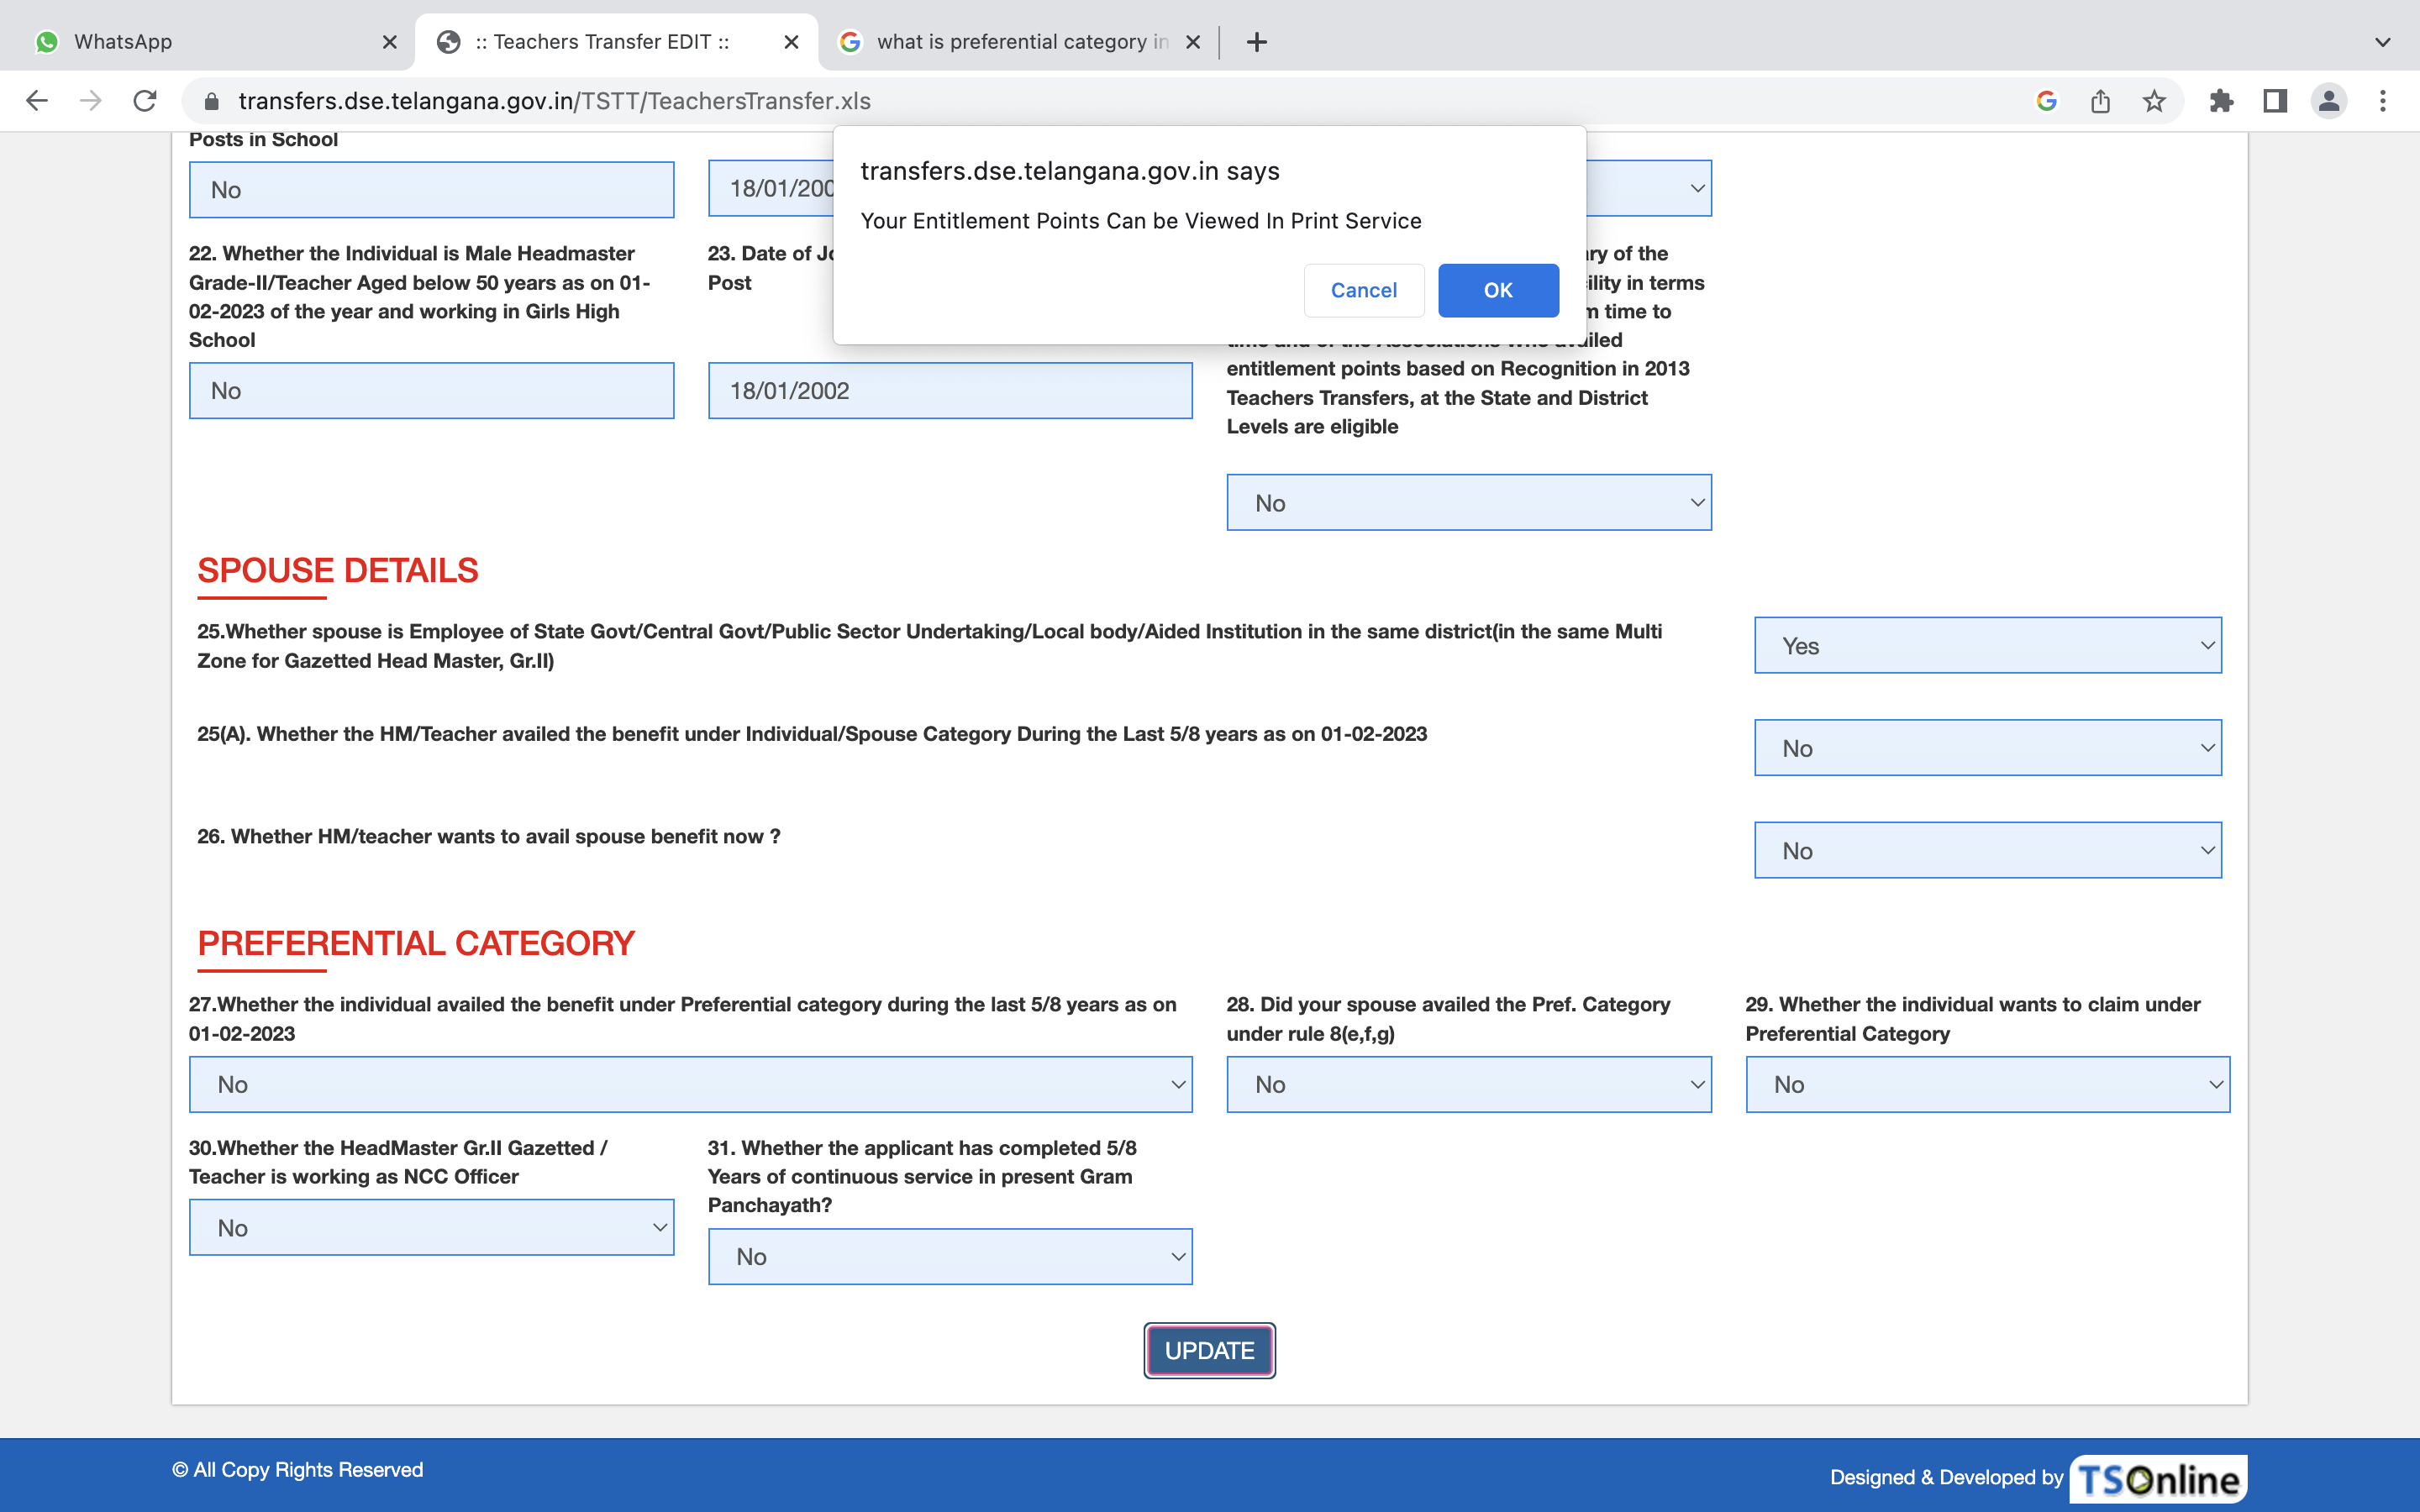 WhatsApp
:: Teachers Transfer EDIT ::
what is preferential category in
transfers.dse.telangana.gov.in/TSTT/TeachersTransfer.xls
transfers.dse.telangana.gov.in says
Your Entitlement Points Can be Viewed In Print Service
Cancel
OK
Posts in School
No
18/01/200
22. Whether the Individual is Male Headmaster
Grade-II/Teacher Aged below 50 years as on 01-
02-2023 of the year and working in Girls High
School
No
23. Date of Jo
Post
18/01/2002
ry of the
ility in terms
m time to
time and of the Associations who availed
entitlement points based on Recognition in 2013
Teachers Transfers, at the State and District
Levels are eligible
No
SPOUSE DETAILS
25.Whether spouse is Employee of State Govt/Central Govt/Public Sector Undertaking/Local body/Aided Institution in the same district(in the same Multi
Zone for Gazetted Head Master, Gr.II)
Yes
25(A). Whether the HM/Teacher availed the benefit under Individual/Spouse Category During the Last 5/8 years as on 01-02-2023
No
26. Whether HM/teacher wants to avail spouse benefit now ?
No
PREFERENTIAL CATEGORY
27.Whether the individual availed the benefit under Preferential category during the last 5/8 years as on
01-02-2023
No
28. Did your spouse availed the Pref. Category
under rule 8(e,f,g)
No
29. Whether the individual wants to claim under
Preferential Category
No
30.Whether the HeadMaster Gr.II Gazetted /
Teacher is working as NCC Officer
No
31. Whether the applicant has completed 5/8
Years of continuous service in present Gram
Panchayath?
No
UPDATE
© All Copy Rights Reserved
Designed & Developed by TSOnline